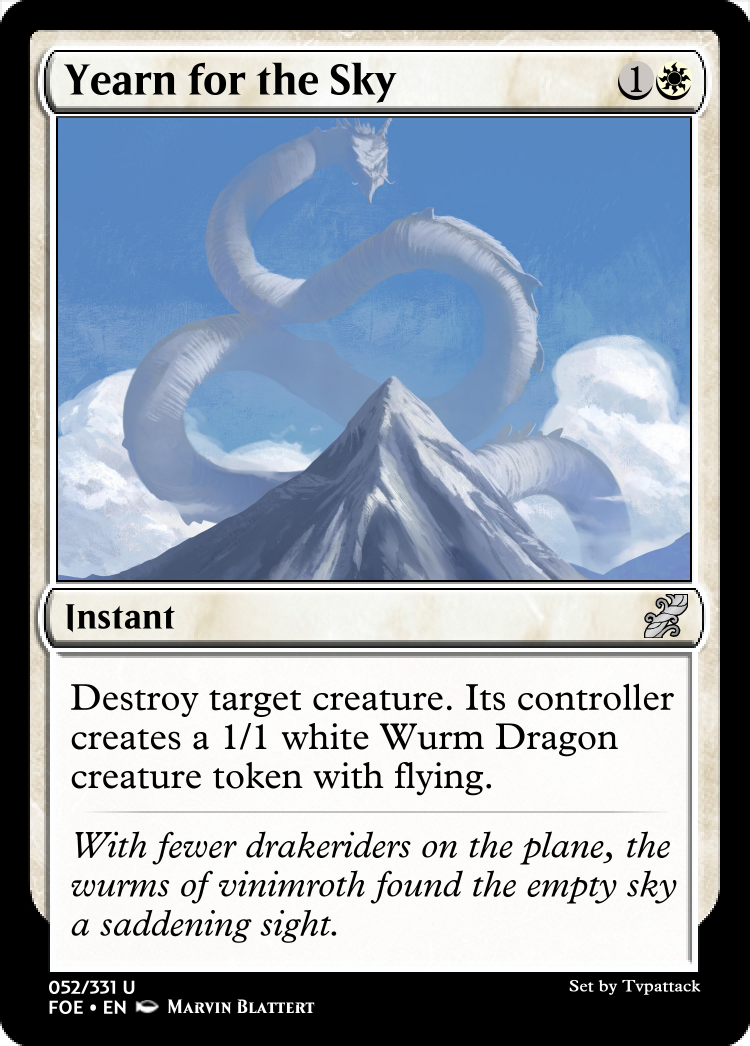 Yearn for the Sky 1
Instant
Destroy target creature. Its controller
creates a 1/1 white Wurm Dragon
creature token with flying.
With fewer drakeriders on the plane, the
wurms of vinimroth found the empty sky
a saddening sight.
052/331 U
Set by Tvpattack
FOE • EN Marvin Blattert